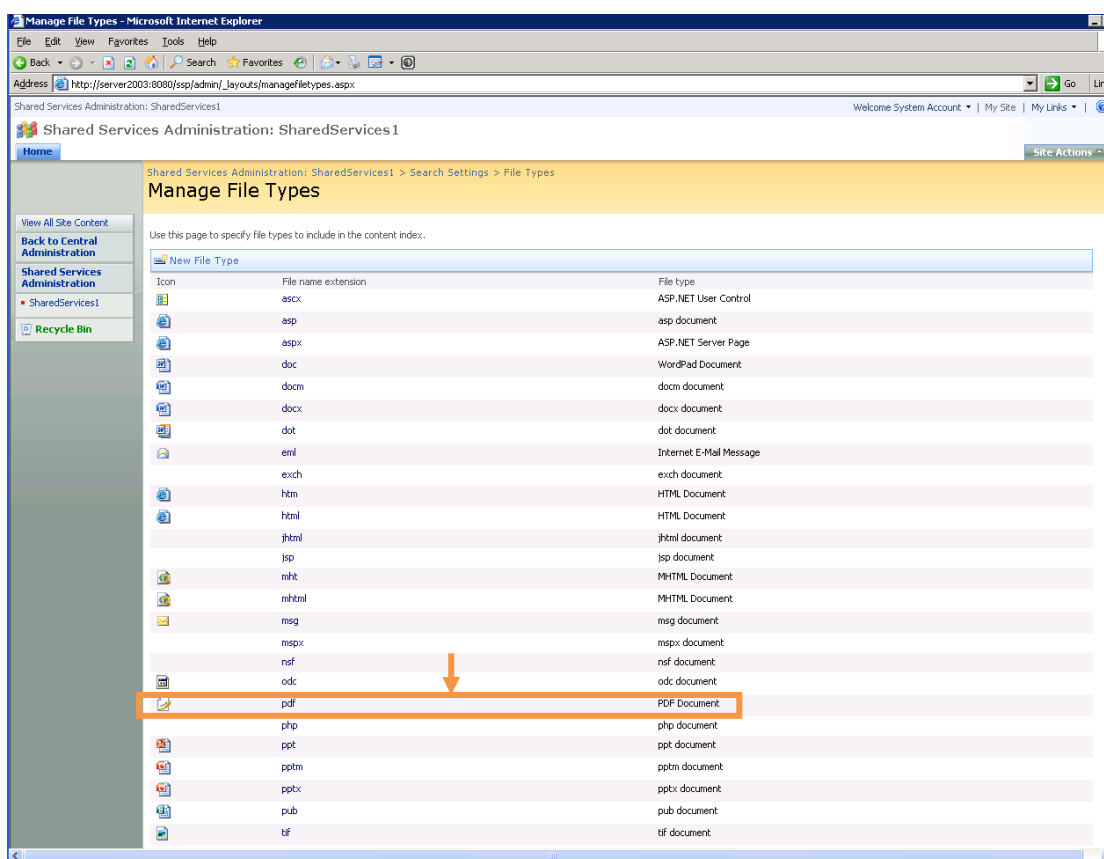 Manage File Types - Microsoft Internet Explorer
File Edit View Favorites Tools Help
Back Search Favorites
Address http://server2003:8080/ssp/admin/_layouts/managefiletypes.aspx Go
Shared Services Administration: SharedServices1 Welcome System Account | My Site | My Links |
Shared Services Administration: SharedServices1
Home Site Actions
Shared Services Administration: SharedServices1 > Search Settings > File Types
Manage File Types
View All Site Content
Back to Central Administration
Shared Services Administration
SharedServices1
Recycle Bin
Use this page to specify file types to include in the content index.
New File Type
Icon File name extension File type
ascx ASP.NET User Control
asp asp document
aspx ASP.NET Server Page
doc WordPad Document
docm docm document
docx docx document
dot dot document
eml Internet E-Mail Message
exch exch document
htm HTML Document
html HTML Document
jhtml jhtml document
jsp jsp document
mht MHTML Document
mhtml MHTML Document
msg msg document
mspx mspx document
nsf nsf document
odc odc document
pdf PDF Document
php php document
ppt ppt document
pptm pptm document
pptx pptx document
pub pub document
tif tif document